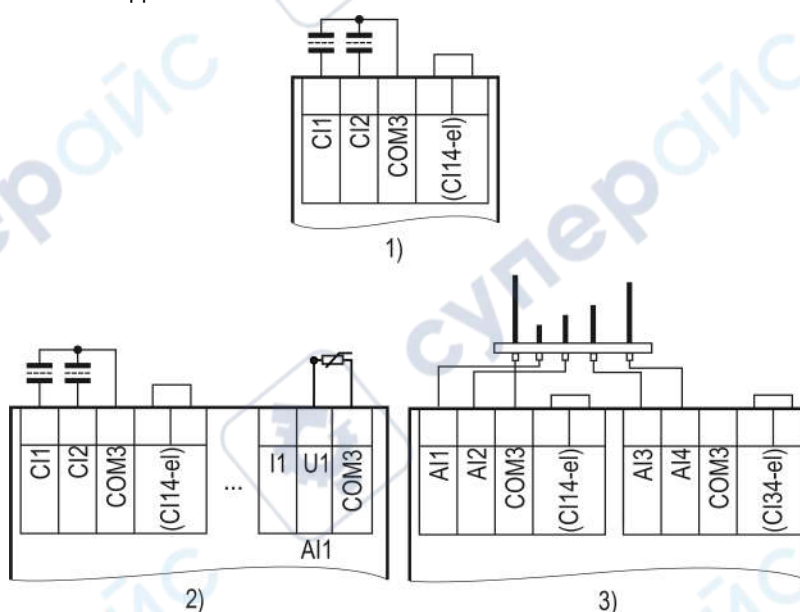 CI1
CI2
COM3
(CI14-el)
1)
CI1
CI2
COM3
(CI14-el)
...
I1
U1
COM3
AI1
2)
AI1
AI2
COM3
(CI14-el)
AI3
AI4
COM3
(CI34-el)
3)
супрайс